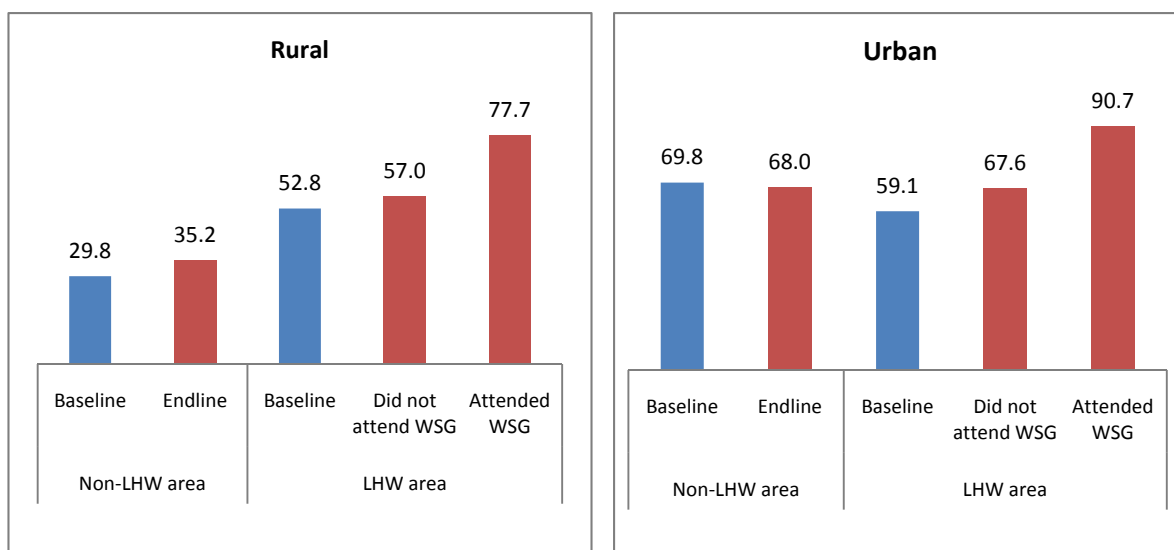 Rural
77.7
57.0
52.8
35.2
29.8
Baseline Endline Baseline Did not attend WSG Attended WSG
Non-LHW area LHW area
Urban
90.7
69.8
68.0
67.6
59.1
Baseline Endline Baseline Did not attend WSG Attended WSG
Non-LHW area LHW area